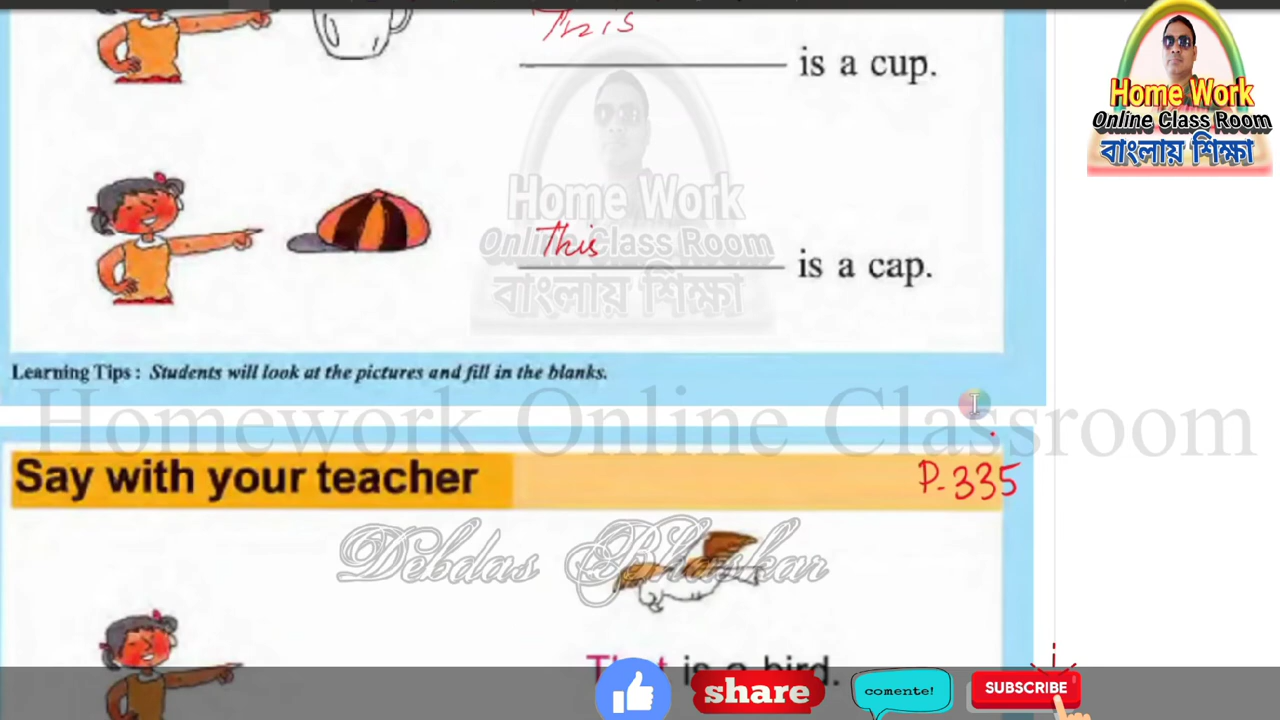 This
is a cup.
Home Work
Online Class Room
বাংলায় শিক্ষা
Home Work
This
Online Class Room
is a cap.
বাংলায় শিক্ষা
Learning Tips : Students will look at the pictures and fill in the blanks.
Homework Online Classroom
Say with your teacher
P-335
Debdas Bhaskar
That is a bird.
share
comente!
SUBSCRIBE